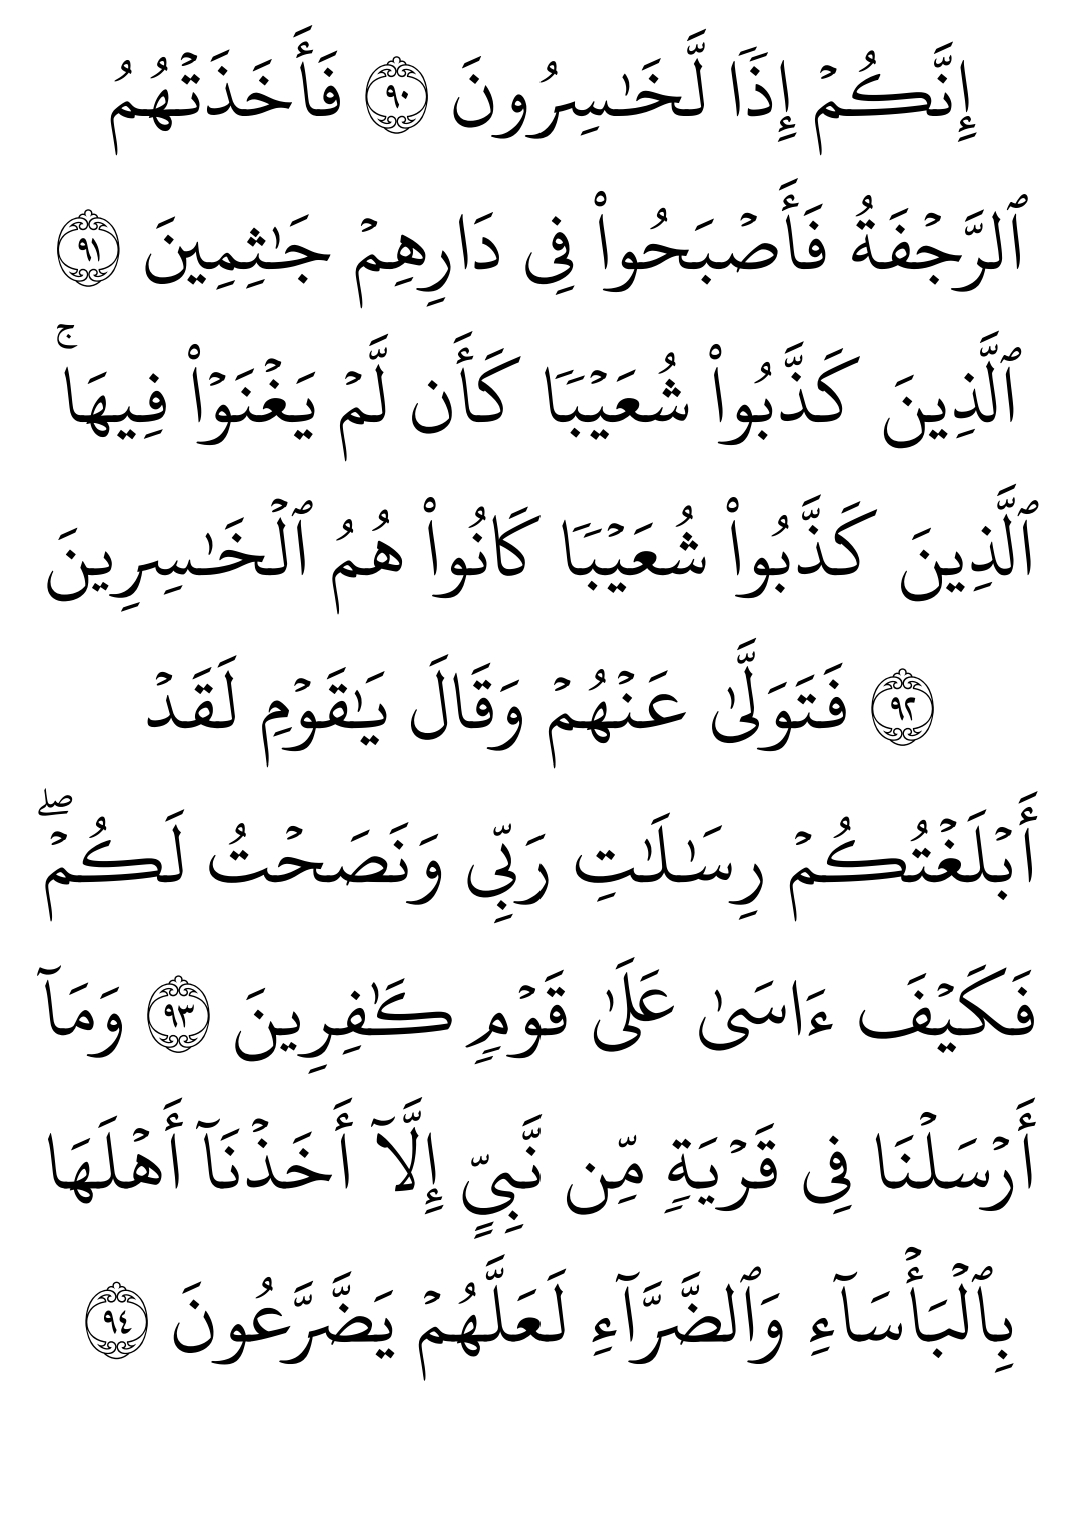 إِنَّكُمۡ إِذٗا لَّخَٰسِرُونَ ٩٠ فَأَخَذَتۡهُمُ
ٱلرَّجۡفَةُ فَأَصۡبَحُواْ فِي دَارِهِمۡ جَٰثِمِينَ ٩١
ٱلَّذِينَ كَذَّبُواْ شُعَيۡبٗا كَأَن لَّمۡ يَغۡنَوۡاْ فِيهَاۚ
ٱلَّذِينَ كَذَّبُواْ شُعَيۡبٗا كَانُواْ هُمُ ٱلۡخَٰسِرِينَ
٩٢ فَتَوَلَّىٰ عَنۡهُمۡ وَقَالَ يَٰقَوۡمِ لَقَدۡ
أَبۡلَغۡتُكُمۡ رِسَٰلَٰتِ رَبِّي وَنَصَحۡتُ لَكُمۡۖ
فَكَيۡفَ ءَاسَىٰ عَلَىٰ قَوۡمٖ كَٰفِرِينَ ٩٣ وَمَآ
أَرۡسَلۡنَا فِي قَرۡيَةٖ مِّن نَّبِيٍّ إِلَّآ أَخَذۡنَآ أَهۡلَهَا
بِٱلۡبَأۡسَآءِ وَٱلضَّرَّآءِ لَعَلَّهُمۡ يَضَّرَّعُونَ ٩٤